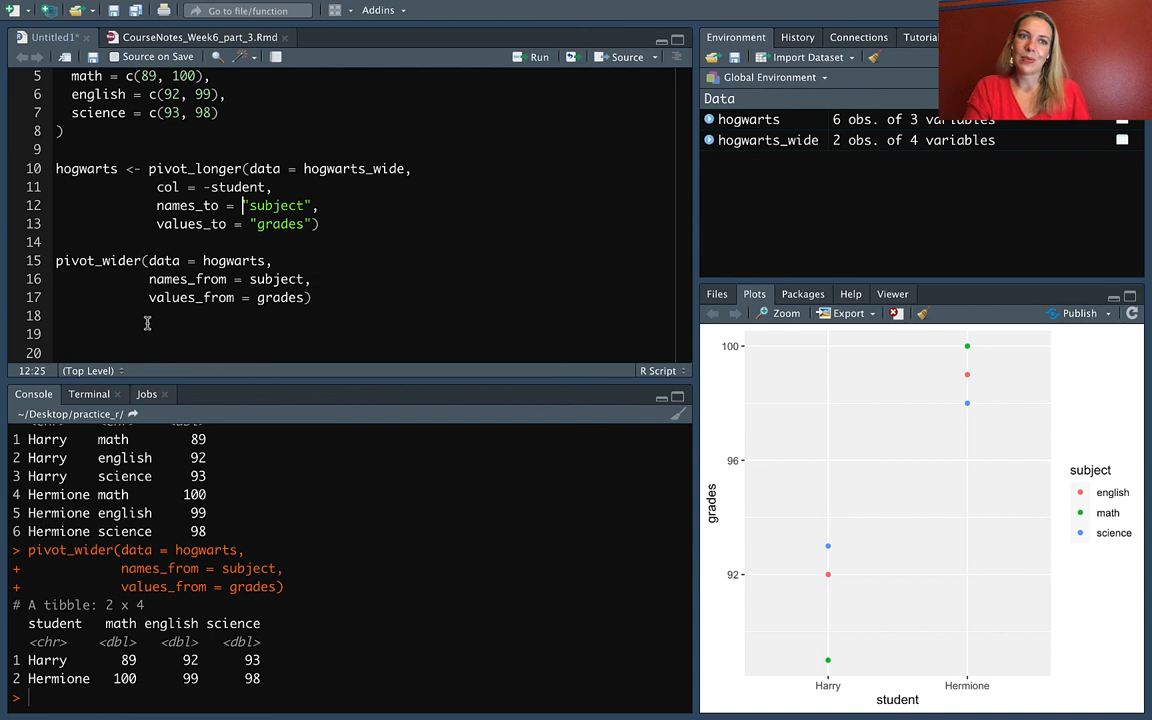 Go to file/function
Addins
Untitled1*
CourseNotes_Week6_part_3.Rmd
Source on Save
Run
Source
5 math = c(89, 100),
6 english = c(92, 99),
7 science = c(93, 98)
8 )
9
10 hogwarts <- pivot_longer(data = hogwarts_wide,
11 col = -student,
12 names_to = "subject",
13 values_to = "grades")
14
15 pivot_wider(data = hogwarts,
16 names_from = subject,
17 values_from = grades)
18
19
20
12:25 (Top Level) R Script
Console Terminal Jobs
~/Desktop/practice_r/
1 Harry math 89
2 Harry english 92
3 Harry science 93
4 Hermione math 100
5 Hermione english 99
6 Hermione science 98
> pivot_wider(data = hogwarts,
+ names_from = subject,
+ values_from = grades)
# A tibble: 2 x 4
student math english science
<chr> <dbl> <dbl> <dbl>
1 Harry 89 92 93
2 Hermione 100 99 98
>
Environment History Connections Tutorial
Import Dataset
Global Environment
Data
hogwarts 6 obs. of 3 variables
hogwarts_wide 2 obs. of 4 variables
Files Plots Packages Help Viewer
Zoom Export Publish
100
96
92
grades
Harry Hermione
student
subject
english
math
science